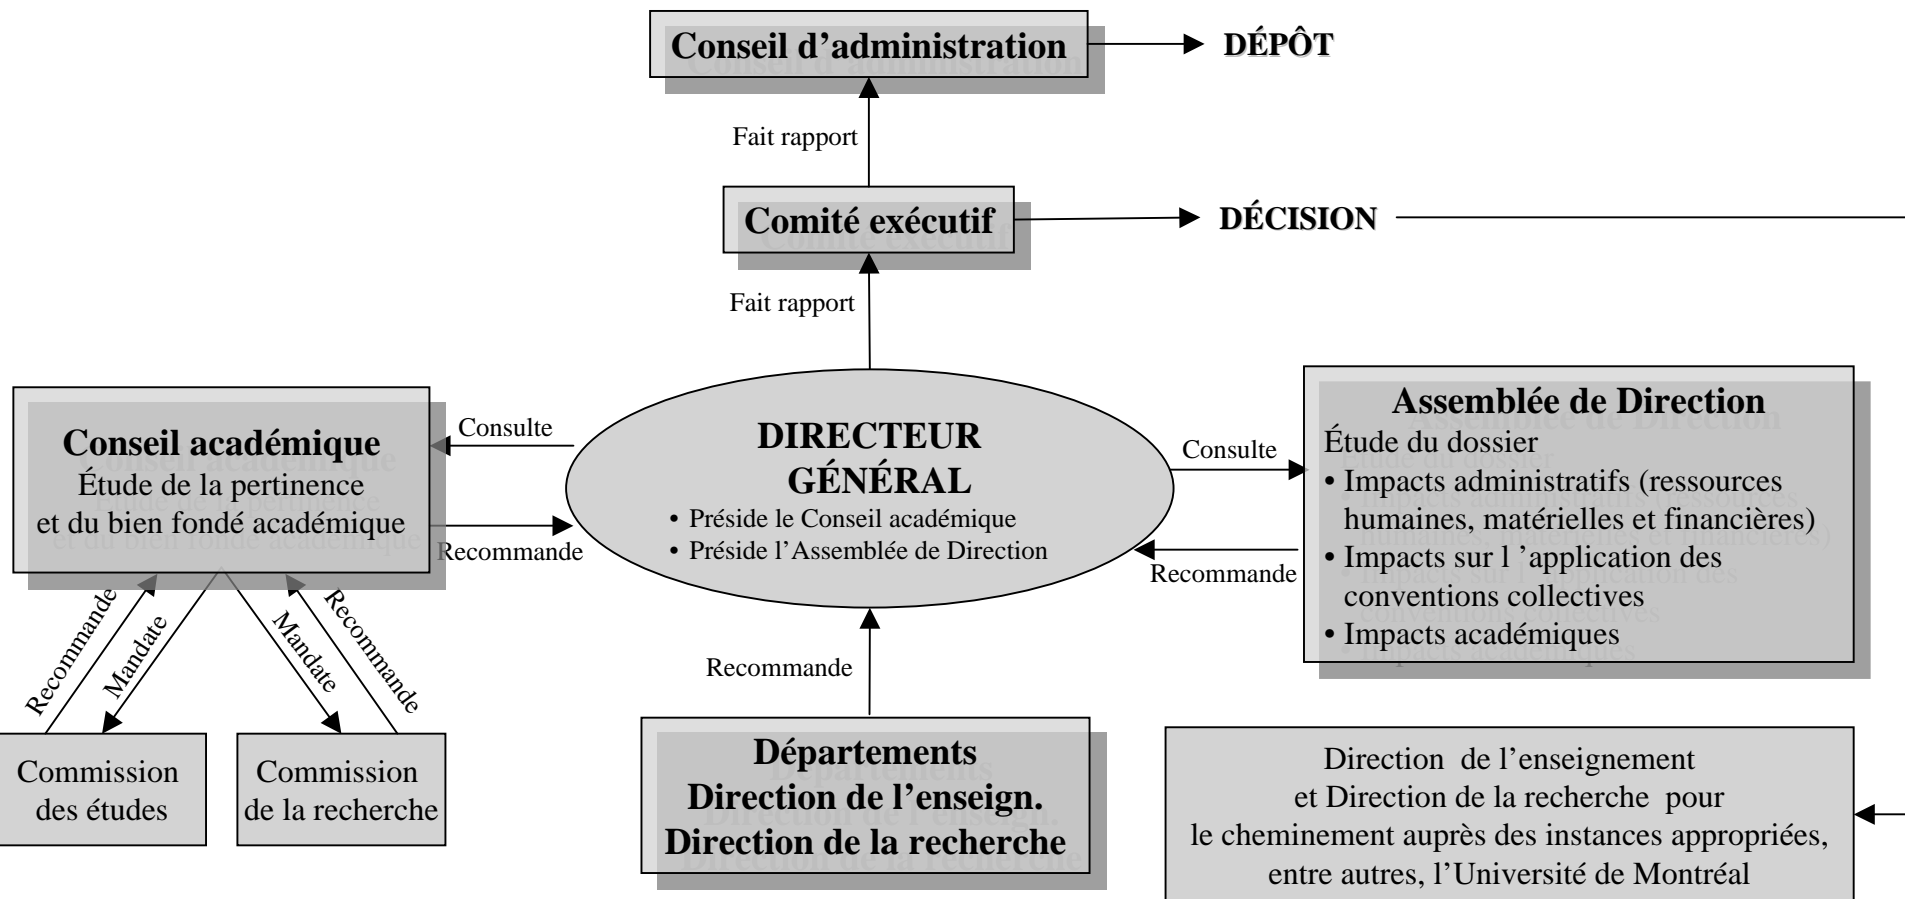 Conseil d’administration
DÉPÔT
Fait rapport
Comité exécutif
DÉCISION
Fait rapport
Conseil académique
Étude de la pertinence
et du bien fondé académique
Consulte
Recommande
DIRECTEUR
GÉNÉRAL
• Préside le Conseil académique
• Préside l’Assemblée de Direction
Consulte
Recommande
Assemblée de Direction
Étude du dossier
• Impacts administratifs (ressources
humaines, matérielles et financières)
• Impacts sur l ’application des
conventions collectives
• Impacts académiques
Recommande
Mandate
Mandate
Recommande
Commission
des études
Commission
de la recherche
Recommande
Départements
Direction de l’enseign.
Direction de la recherche
Direction  de l’enseignement
et Direction de la recherche  pour
le cheminement auprès des instances appropriées,
entre autres, l’Université de Montréal